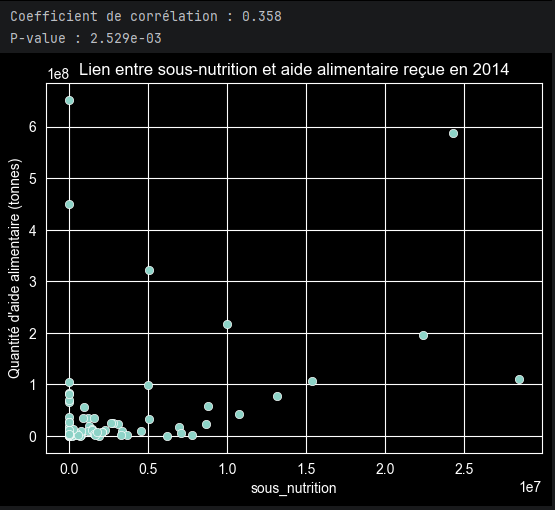 Coefficient de corrélation : 0.358
P-value : 2.529e-03
Lien entre sous-nutrition et aide alimentaire reçue en 2014
1e8
6
5
4
3
2
1
0
Quantité d'aide alimentaire (tonnes)
0.0 0.5 1.0 1.5 2.0 2.5
1e7
sous_nutrition